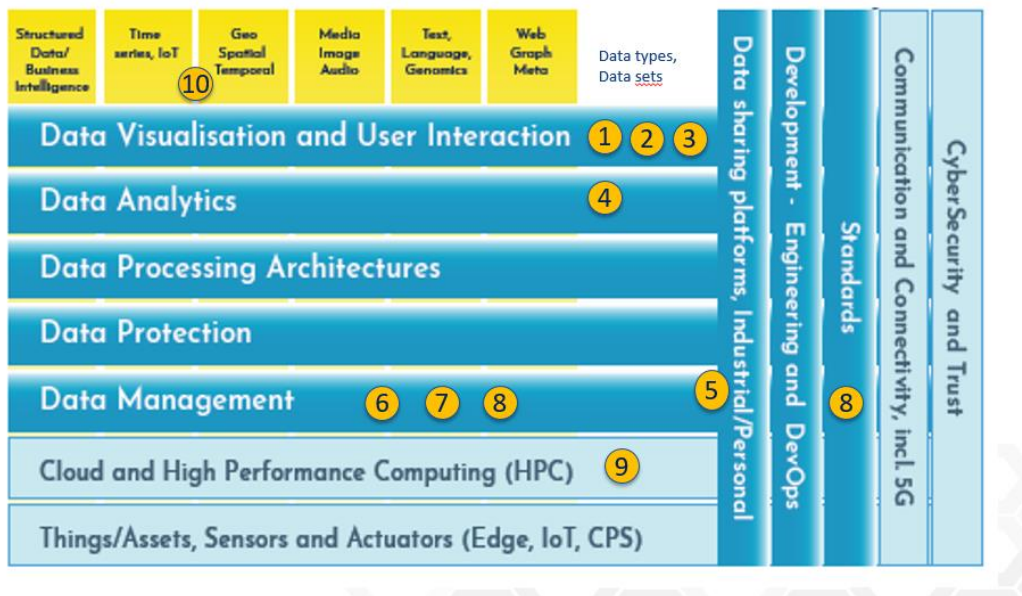 Structured
Data/
Business
Intelligence
Time
series, IoT
Geo
Spatial
Temporal
Media
Image
Audio
Text,
Language,
Genomics
Web
Graph
Meta
Data types,
Data sets
10
Data Visualisation and User Interaction
1 2 3
Data Analytics
4
Data Processing Architectures
Data Protection
Data Management
6 7 8
5
8
Cloud and High Performance Computing (HPC)
9
Things/Assets, Sensors and Actuators (Edge, IoT, CPS)
Data sharing platforms, Industrial/Personal
Development - Engineering and DevOps
Standards
Communication and Connectivity, incl. 5G
CyberSecurity and Trust